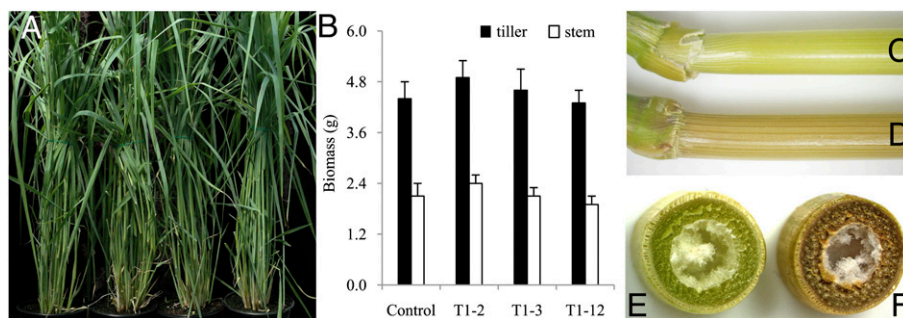 A
B
6.0
4.8
3.6
2.4
1.2
0.0
Biomass (g)
tiller stem
Control T1-2 T1-3 T1-12
C
D
E
F